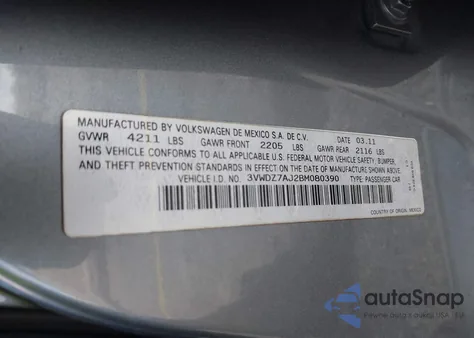 MANUFACTURED BY VOLKSWAGEN DE MEXICO S.A. DE C.V.
GVWR 4211 LBS GAWR FRONT 2205 LBS GAWR REAR 2116 LBS DATE 03.11
THIS VEHICLE CONFORMS TO ALL APPLICABLE U.S. FEDERAL MOTOR VEHICLE SAFETY, BUMPER,
AND THEFT PREVENTION STANDARDS IN EFFECT ON THE DATE OF MANUFACTURE SHOWN ABOVE.
VEHICLE I.D. NO. 3VWDZ7AJ2BM080390 TYPE: PASSENGER CAR
COUNTRY OF ORIGIN: MEXICO
autoSnap